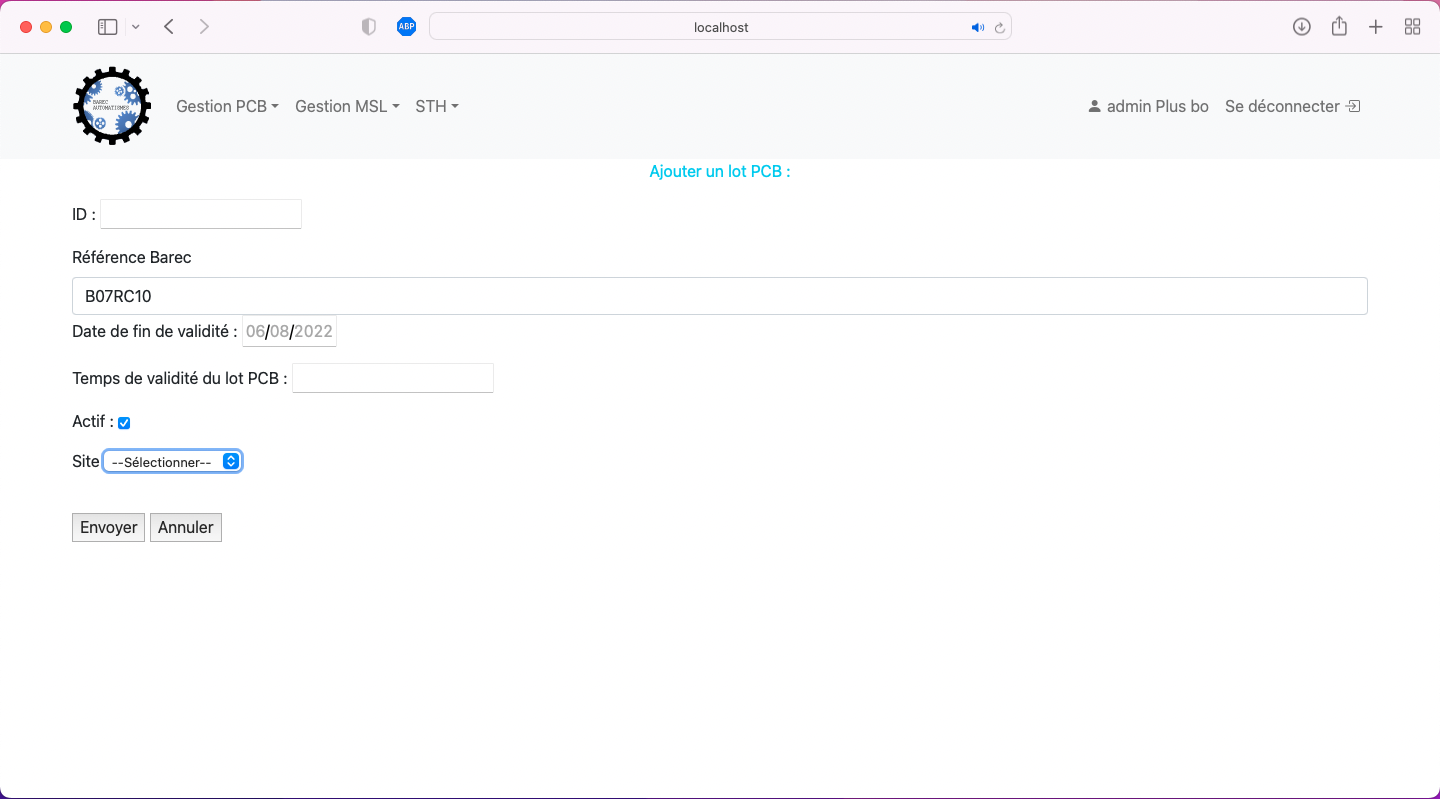 ABP
localhost
BAREC
AUTOMATISMES
Gestion PCB Gestion MSL STH admin Plus bo Se déconnecter
Ajouter un lot PCB :
ID :
Référence Barec
B07RC10
Date de fin de validité : 06/08/2022
Temps de validité du lot PCB :
Actif :
Site --Sélectionner--
Envoyer Annuler